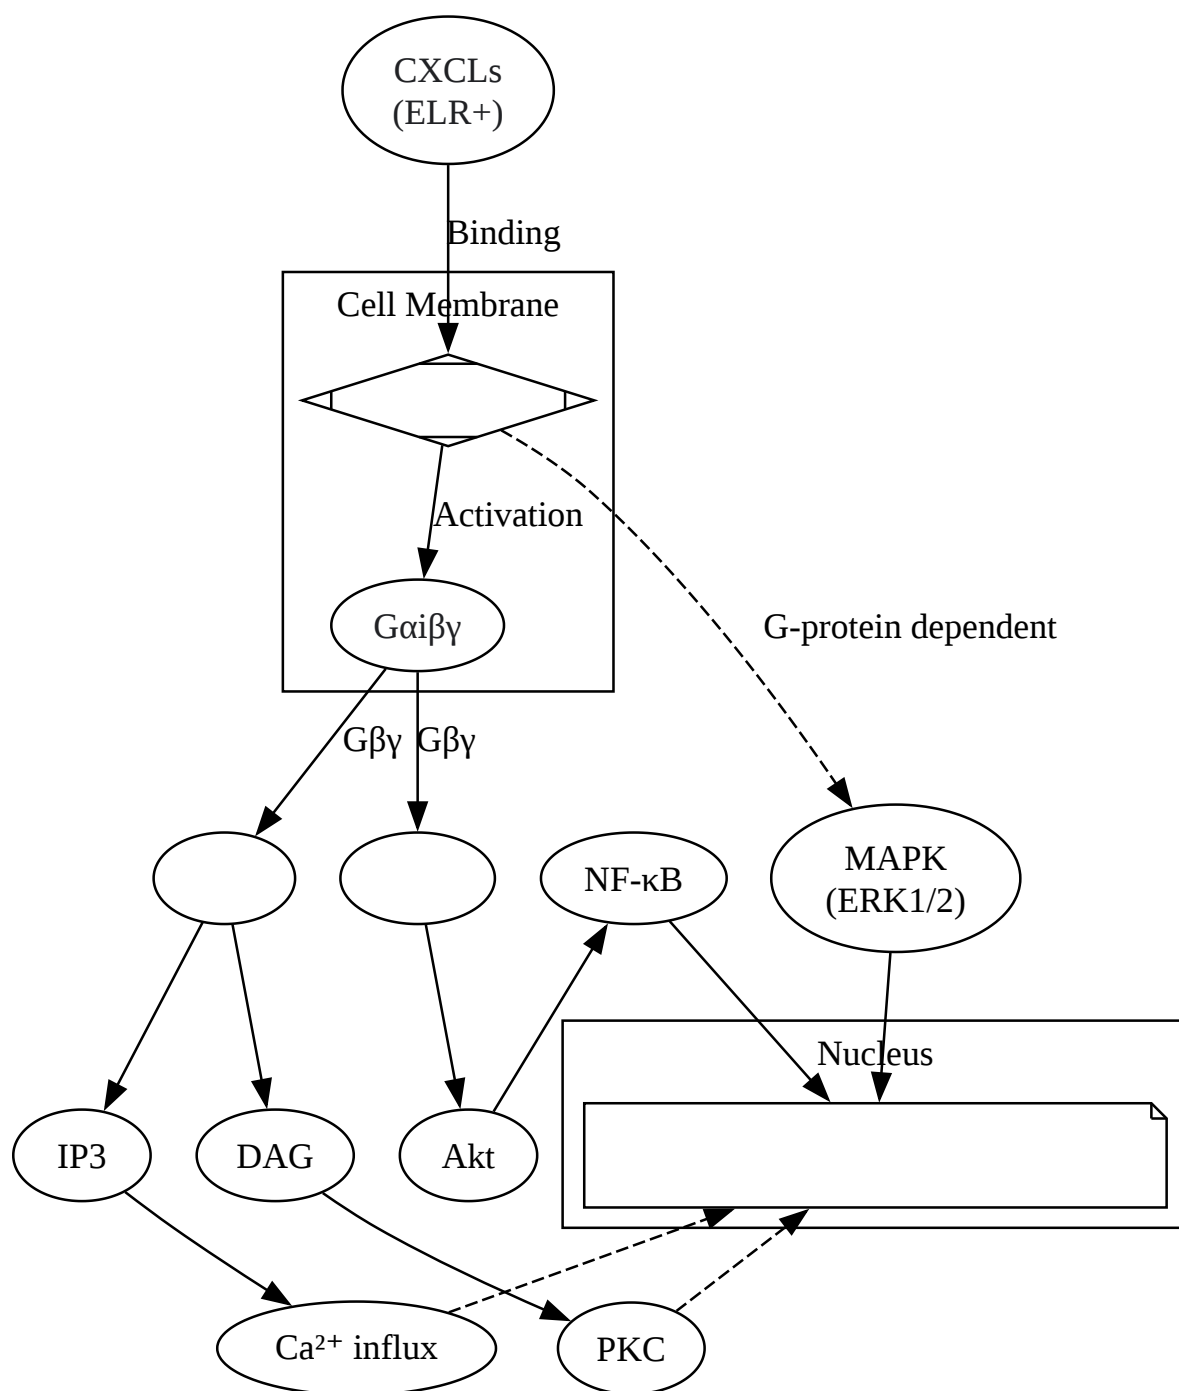 CXCLs
(ELR+)
Binding
Cell Membrane
Activation
Gαiβγ
G-protein dependent
Gβγ
Gβγ
NF-κB
MAPK
(ERK1/2)
Nucleus
IP3
DAG
Akt
Ca²⁺ influx
PKC